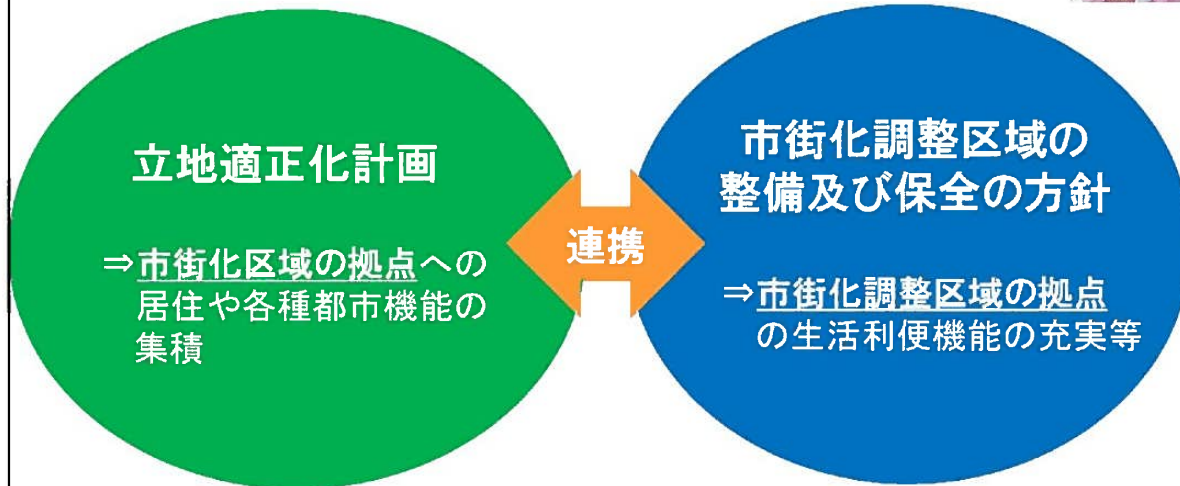 立地適正化計画
⇒市街化区域の拠点への
居住や各種都市機能の
集積
連携
市街化調整区域の
整備及び保全の方針
⇒市街化調整区域の拠点
の生活利便機能の充実等